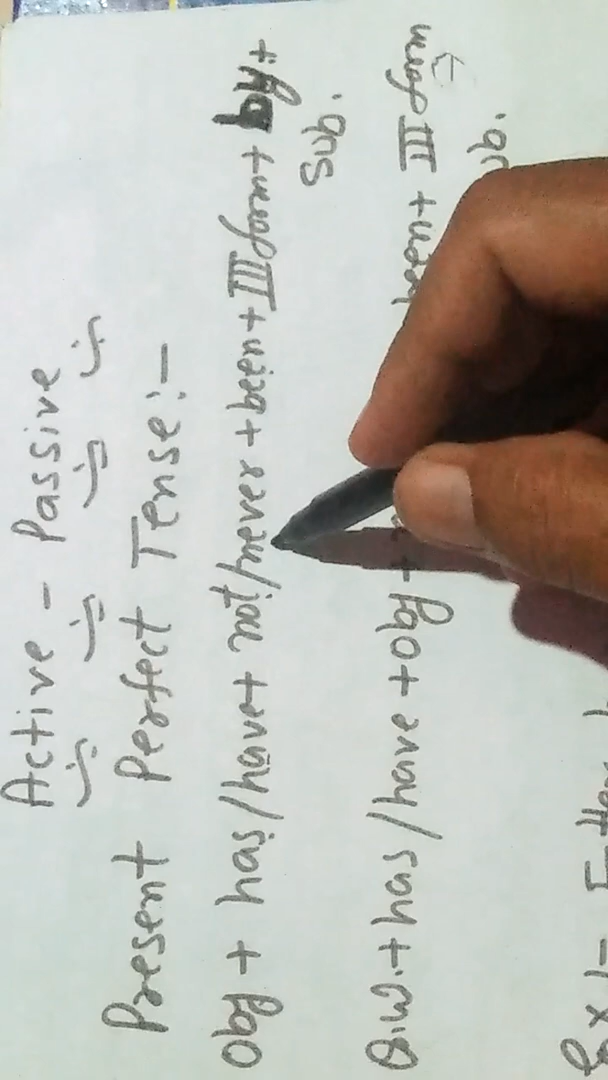 Active - Passive
Present Perfect Tense:-
Obj + has/have + not/never + been + III form + by +
Sub.
+ has/have + obj + been + III form